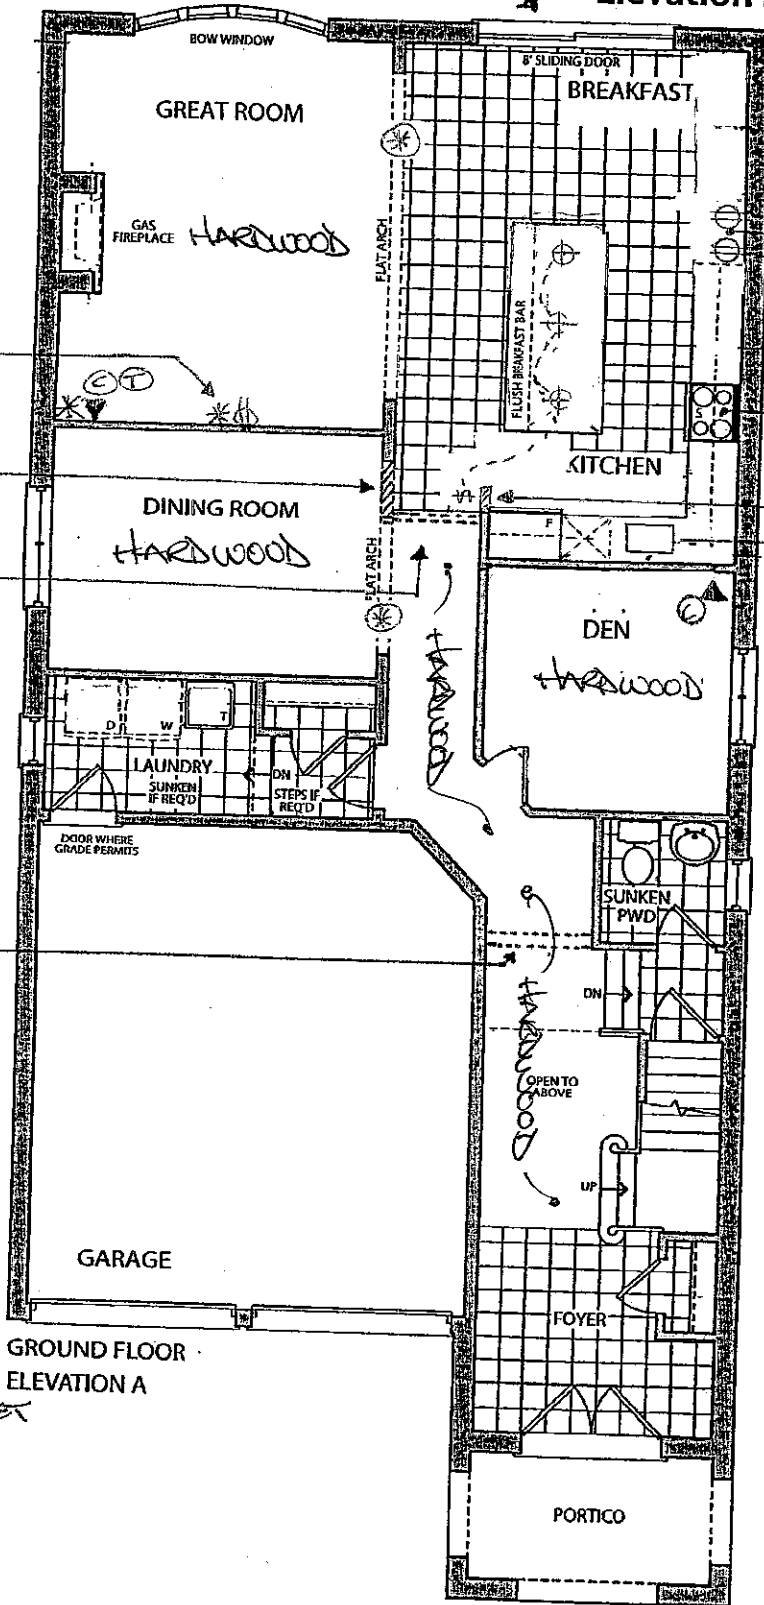 Elevation
BOW WINDOW
8' SLIDING DOOR
BREAKFAST
GREAT ROOM
GAS
FIREPLACE
HARDWOOD
FLAT ARCH
FLUSH BREAKFAST BAR
C T
S P
KITCHEN
DINING ROOM
HARDWOOD
FLAT ARCH
F
C
DEN
HARDWOOD
HARDWOOD
D W T
LAUNDRY
SUNKEN
IF REQ'D
DN
STEPS IF
REQ'D
DOOR WHERE
GRADE PERMITS
SUNKEN
PWD
DN
HARDWOOD
OPEN TO
ABOVE
UP
GARAGE
FOYER
GROUND FLOOR
ELEVATION A
PORTICO